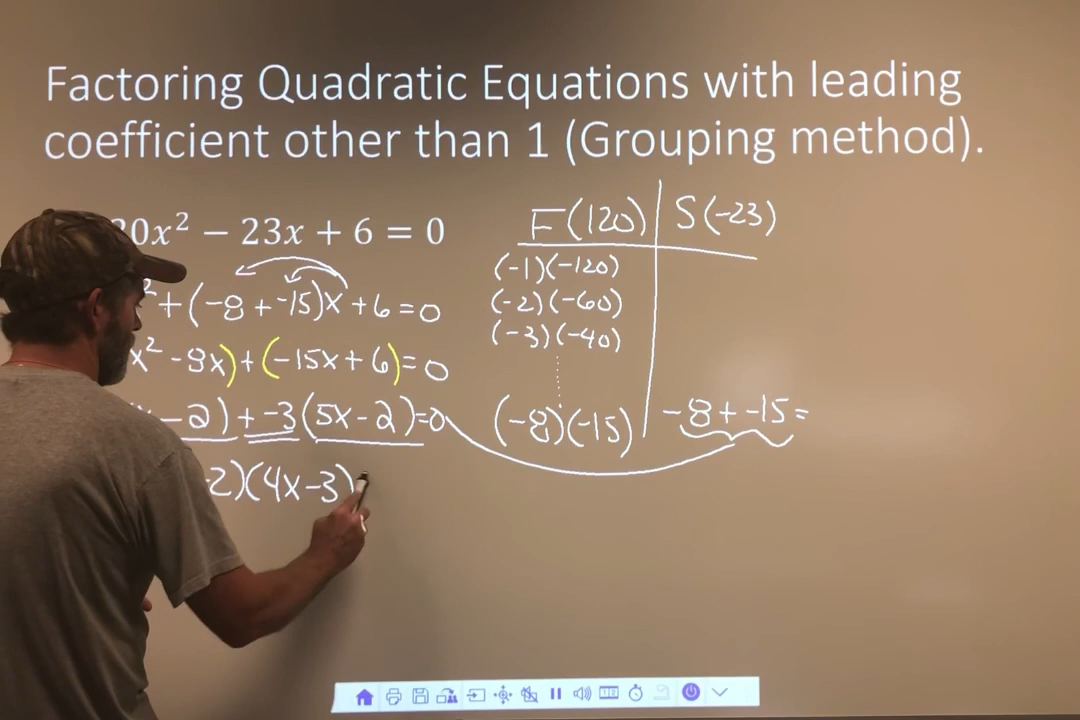 Factoring Quadratic Equations with leading
coefficient other than 1 (Grouping method).
20x² − 23x + 6 = 0
F(120) | S(-23)
(-1)(-120)
(-2)(-60)
(-3)(-40)
(-8)(-15) | -8 + -15 =
² + (-8 + -15)x + 6 = 0
x² - 8x) + (-15x + 6) = 0
- 2) + -3(5x - 2) = 0
-2)(4x-3)